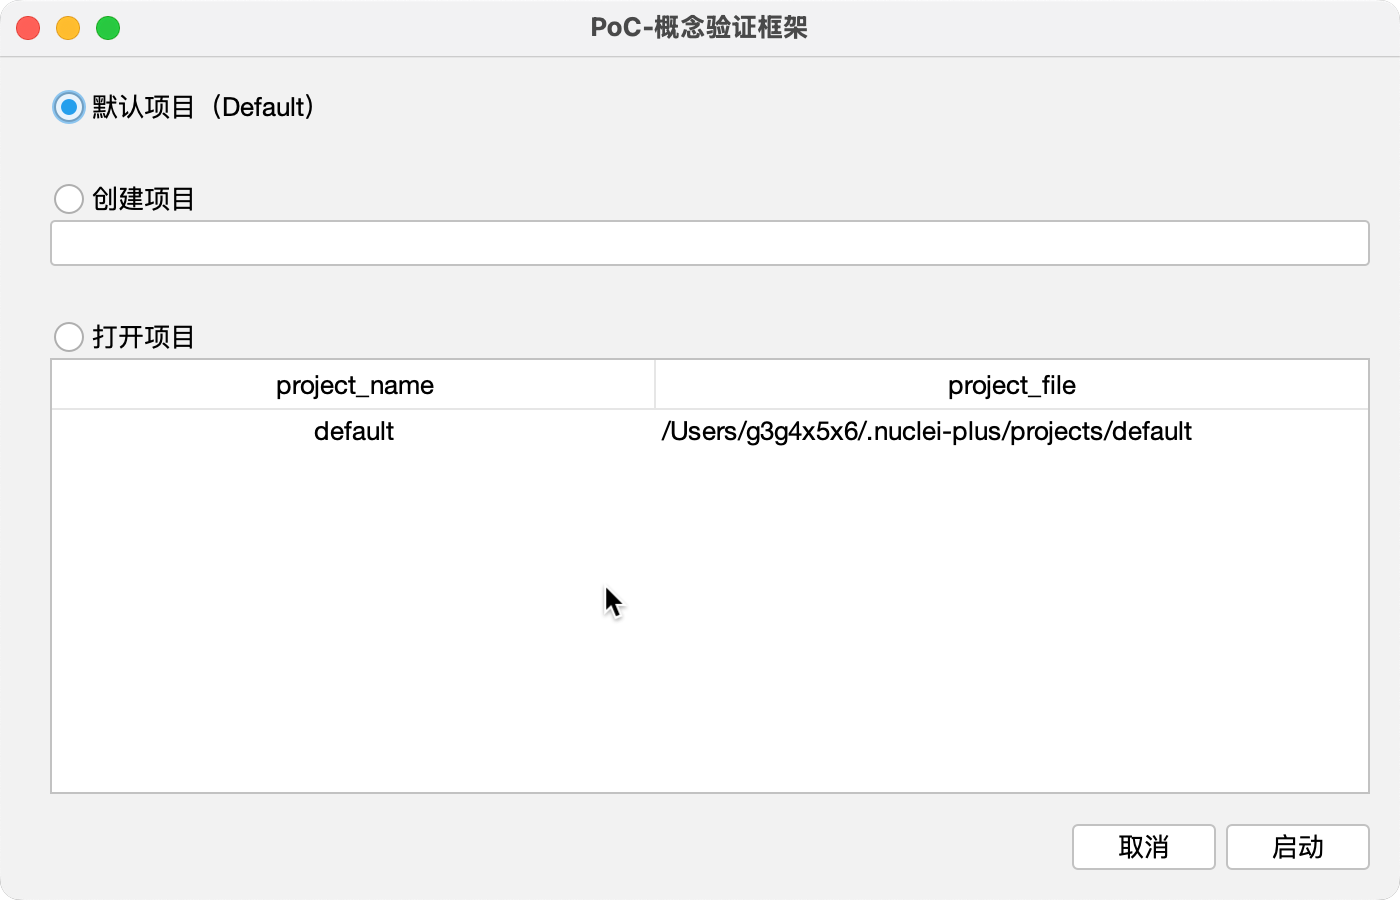 PoC-概念验证框架
默认项目（Default）
创建项目
打开项目
project_name project_file
default /Users/g3g4x5x6/.nuclei-plus/projects/default
取消 启动